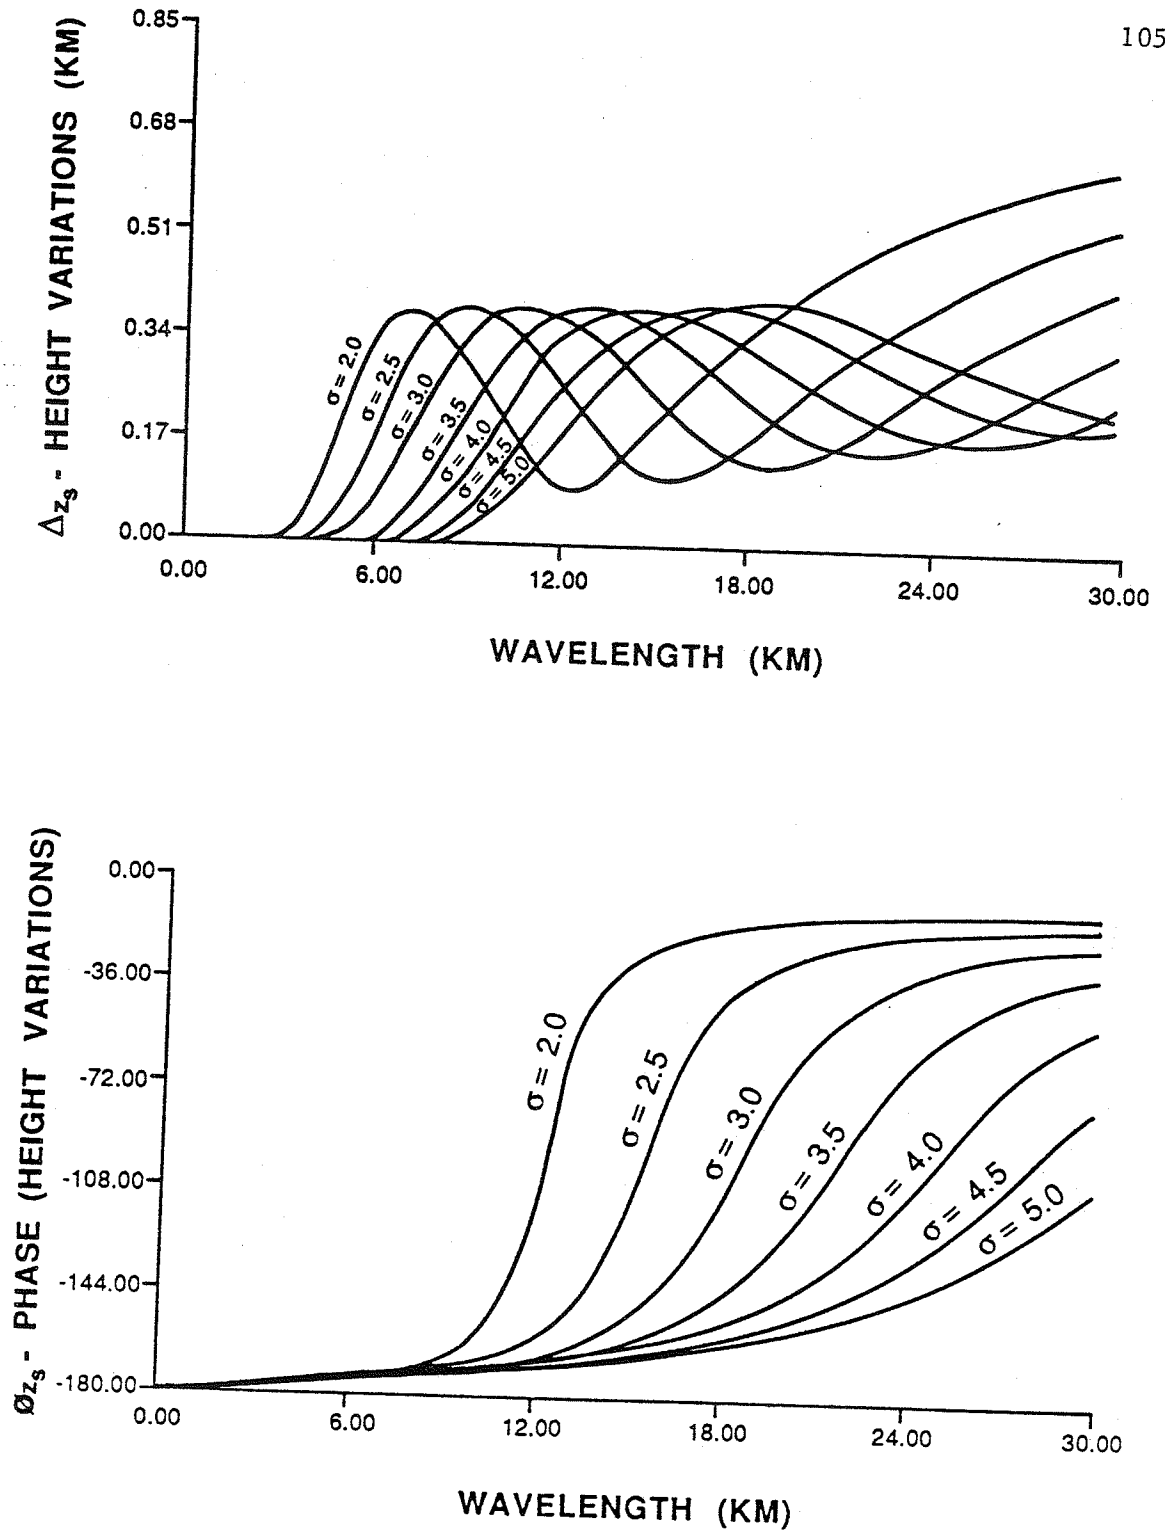 105
0.85
0.68
0.51
0.34
0.17
0.00
Δz_s - HEIGHT VARIATIONS (KM)
σ = 2.0
σ = 2.5
σ = 3.0
σ = 3.5
σ = 4.0
σ = 4.5
σ = 5.0
0.00 6.00 12.00 18.00 24.00 30.00
WAVELENGTH (KM)
0.00
-36.00
-72.00
-108.00
-144.00
-180.00
Øz_s - PHASE (HEIGHT VARIATIONS)
σ = 2.0
σ = 2.5
σ = 3.0
σ = 3.5
σ = 4.0
σ = 4.5
σ = 5.0
0.00 6.00 12.00 18.00 24.00 30.00
WAVELENGTH (KM)